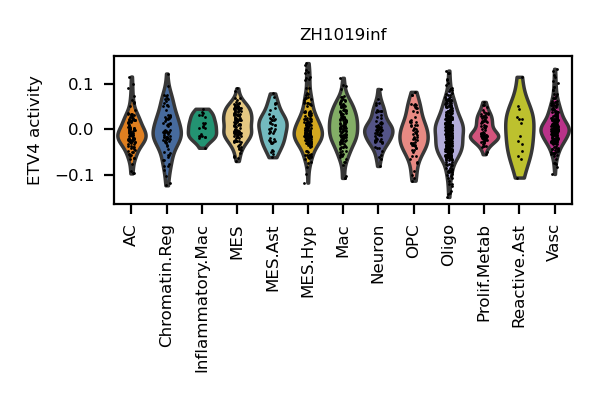 ZH1019inf
ETV4 activity
0.1
0.0
−0.1
AC
Chromatin.Reg
Inflammatory.Mac
MES
MES.Ast
MES.Hyp
Mac
Neuron
OPC
Oligo
Prolif.Metab
Reactive.Ast
Vasc